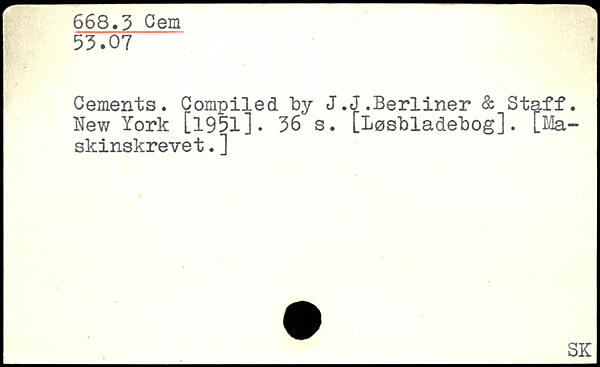 668.3 Cem
53.07
Cements. Compiled by J.J.Berliner & Staff.
New York [1951]. 36 s. [Løsbladebog]. [Ma-
skinskrevet.]
SK